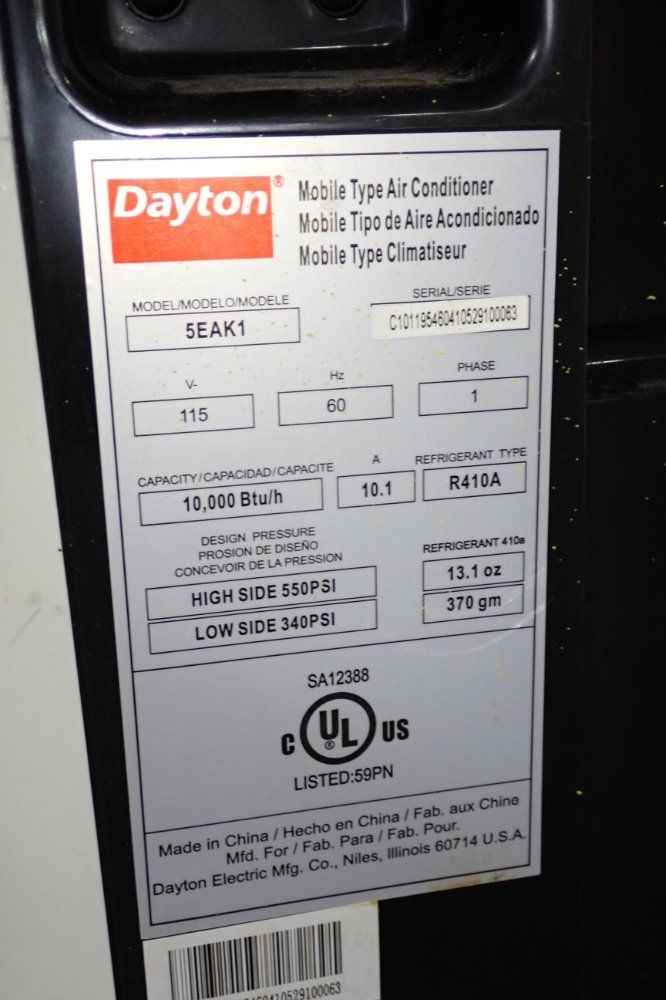 Dayton®
Mobile Type Air Conditioner
Mobile Tipo de Aire Acondicionado
Mobile Type Climatiseur
MODEL/MODELO/MODELE
5EAK1
SERIAL/SERIE
C101195460410529100063
V~
115
Hz
60
PHASE
1
CAPACITY/CAPACIDAD/CAPACITE
10,000 Btu/h
A
10.1
REFRIGERANT TYPE
R410A
DESIGN PRESSURE
PROSION DE DISEÑO
CONCEVOIR DE LA PRESSION
HIGH SIDE 550PSI
LOW SIDE 340PSI
REFRIGERANT 410a
13.1 oz
370 gm
SA12388
C UL® US
LISTED:59PN
Made in China / Hecho en China / Fab. aux Chine
Mfd. For / Fab. Para / Fab. Pour.
Dayton Electric Mfg. Co., Niles, Illinois 60714 U.S.A.